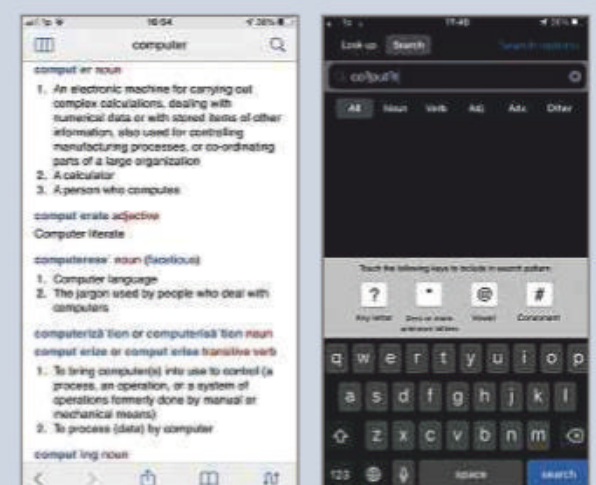 16:54
computer
comput er noun
1. An electronic machine for carrying out
complex calculations, dealing with
numerical data or with stored items of other
information, also used for controlling
manufacturing processes, or co-ordinating
parts of a large organization
2. A calculator
3. A person who computes
comput erate adjective
Computer literate
computerese' noun (facetious)
1. Computer language
2. The jargon used by people who deal with
computers
computerizā'tion or computerisā'tion noun
comput erize or comput erise transitive verb
1. To bring computer(s) into use to control (a
process, an operation, or a system of
operations formerly done by manual or
mechanical means)
2. To process (data) by computer
comput ing noun
Look up Search Search options
All Noun Verb Adj Adv Other
Touch the following keys to include in search pattern
? * @ #
Any letter Zero or more Vowel Consonant
unknown letters
q w e r t y u i o p
a s d f g h j k l
z x c v b n m
123 space search